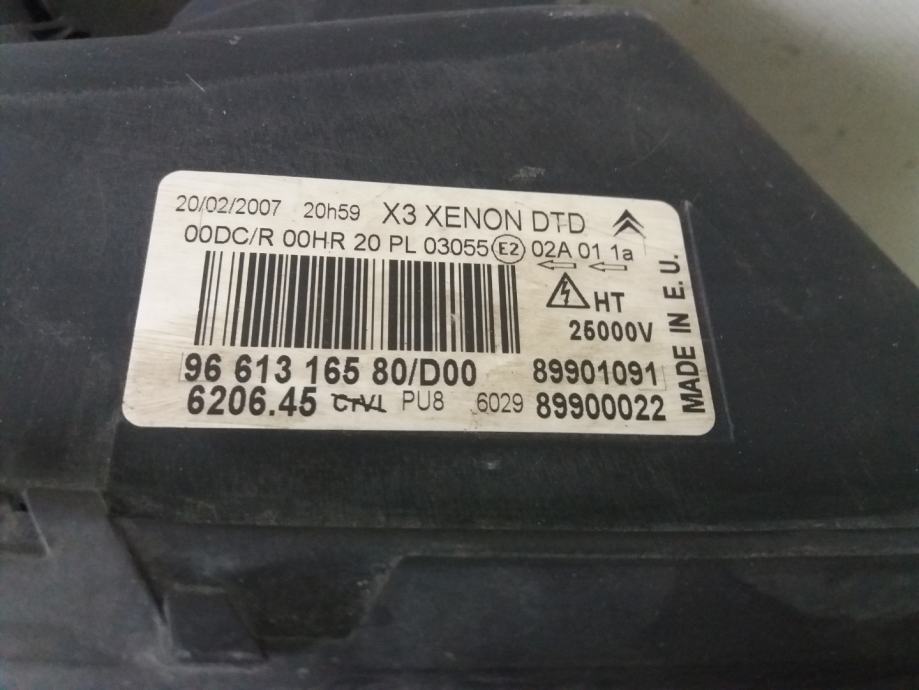 20/02/2007 20h59 X3 XENON DTD
00DC/R 00HR 20 PL 03055 E2 02A 01 1a
HT
25000V
96 613 165 80/D00 89901091
6206.45 PU8 6029 89900022
MADE IN E.U.